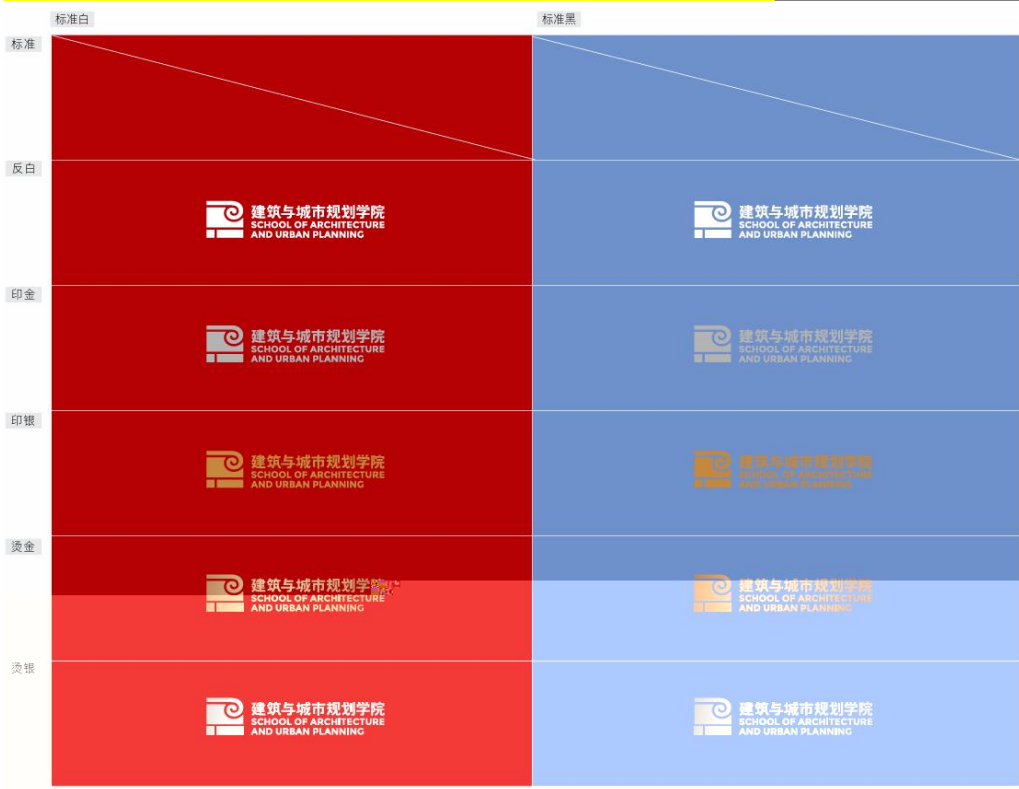 标准白
标准黑
标准
反白
建筑与城市规划学院
SCHOOL OF ARCHITECTURE
AND URBAN PLANNING
建筑与城市规划学院
SCHOOL OF ARCHITECTURE
AND URBAN PLANNING
印金
建筑与城市规划学院
SCHOOL OF ARCHITECTURE
AND URBAN PLANNING
建筑与城市规划学院
SCHOOL OF ARCHITECTURE
AND URBAN PLANNING
印银
建筑与城市规划学院
SCHOOL OF ARCHITECTURE
AND URBAN PLANNING
建筑与城市规划学院
SCHOOL OF ARCHITECTURE
AND URBAN PLANNING
烫金
建筑与城市规划学
SCHOOL OF ARCHITECTURE
AND URBAN PLANNING
建筑与城市规划学院
SCHOOL OF ARCHITECTURE
AND URBAN PLANNING
烫银
建筑与城市规划学院
SCHOOL OF ARCHITECTURE
AND URBAN PLANNING
建筑与城市规划学院
SCHOOL OF ARCHITECTURE
AND URBAN PLANNING